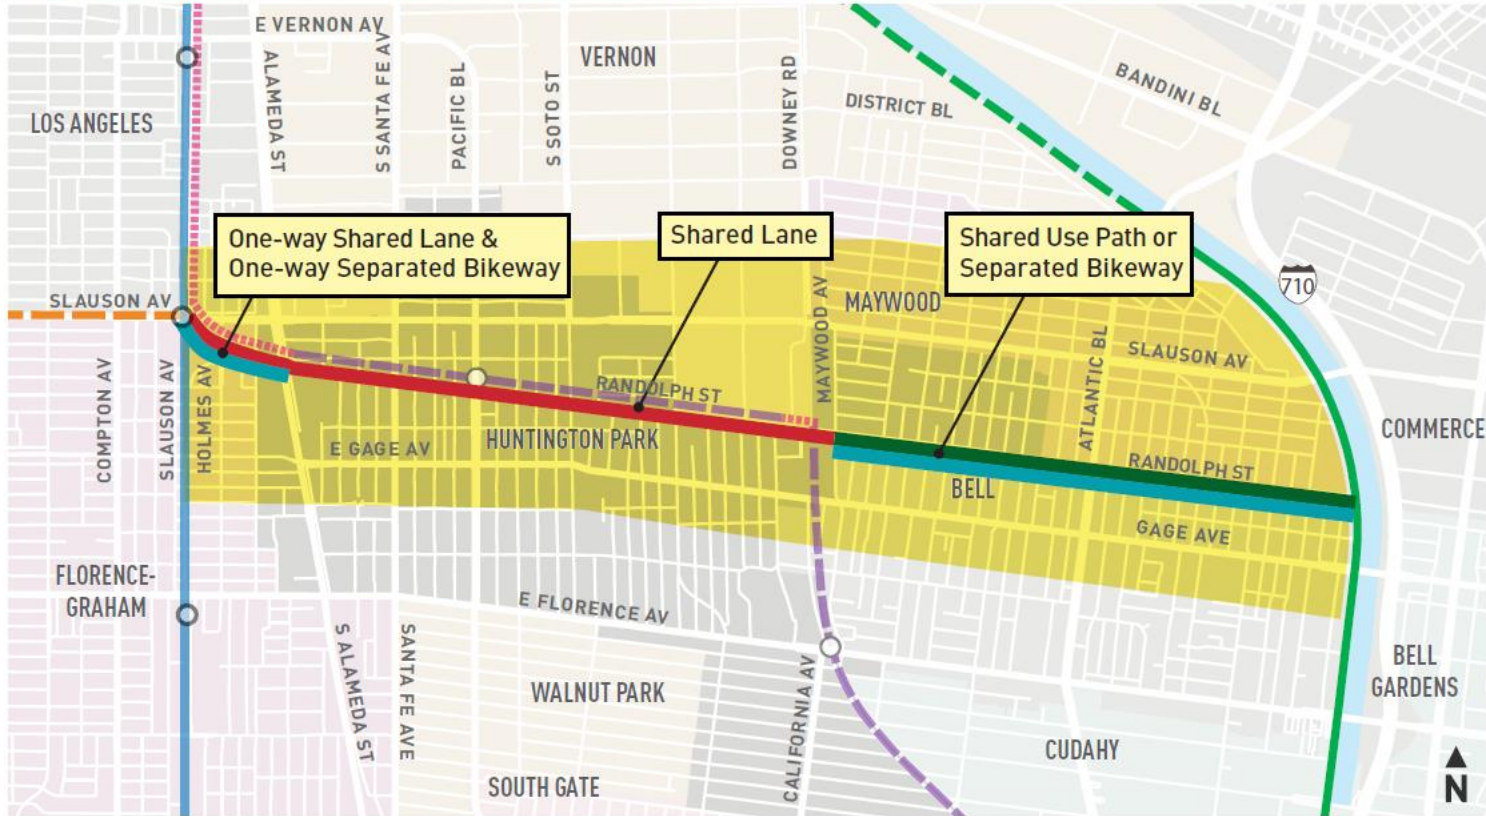 E VERNON AV
VERNON
LOS ANGELES
ALAMEDA ST
S SANTA FE AV
PACIFIC BL
S SOTO ST
DOWNEY RD
DISTRICT BL
BANDINI BL
One-way Shared Lane &
One-way Separated Bikeway
Shared Lane
Shared Use Path or
Separated Bikeway
710
SLAUSON AV
MAYWOOD
MAYWOOD AV
ATLANTIC BL
SLAUSON AV
COMPTON AV
SLAUSON AV
HOLMES AV
RANDOLPH ST
E GAGE AV
HUNTINGTON PARK
COMMERCE
RANDOLPH ST
BELL
GAGE AVE
FLORENCE-
GRAHAM
E FLORENCE AV
S ALAMEDA ST
SANTA FE AVE
WALNUT PARK
CALIFORNIA AV
BELL
GARDENS
CUDAHY
SOUTH GATE
N